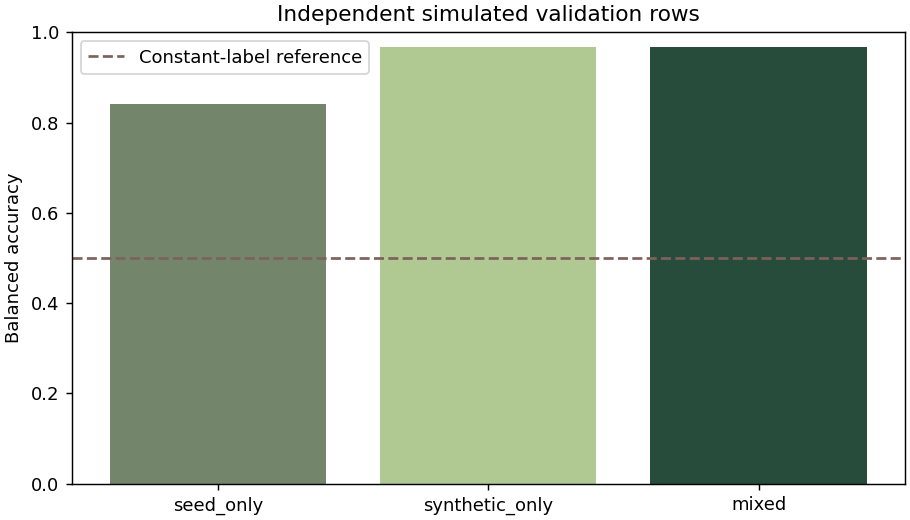 Independent simulated validation rows
Constant-label reference
Balanced accuracy
1.0
0.8
0.6
0.4
0.2
0.0
seed_only
synthetic_only
mixed